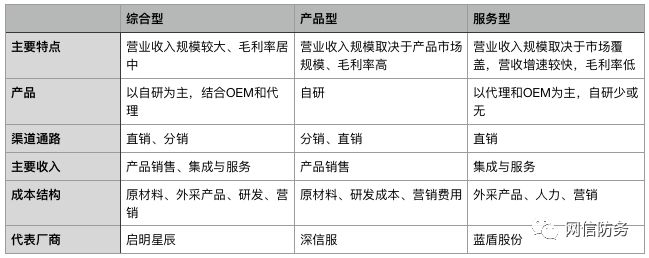 综合型 产品型 服务型
主要特点 营业收入规模较大、毛利率居中 营业收入规模取决于产品市场规模、毛利率高 营业收入规模取决于市场覆盖，营收增速较快，毛利率低
产品 以自研为主，结合OEM和代理 自研 以代理和OEM为主，自研少或无
渠道通路 直销、分销 分销、直销 直销
主要收入 产品销售、集成与服务 产品销售 集成与服务
成本结构 原材料、外采产品、研发、营销 原材料、研发成本、营销费用 外采产品、人力、营销
代表厂商 启明星辰 深信服 蓝盾股份
网信防务